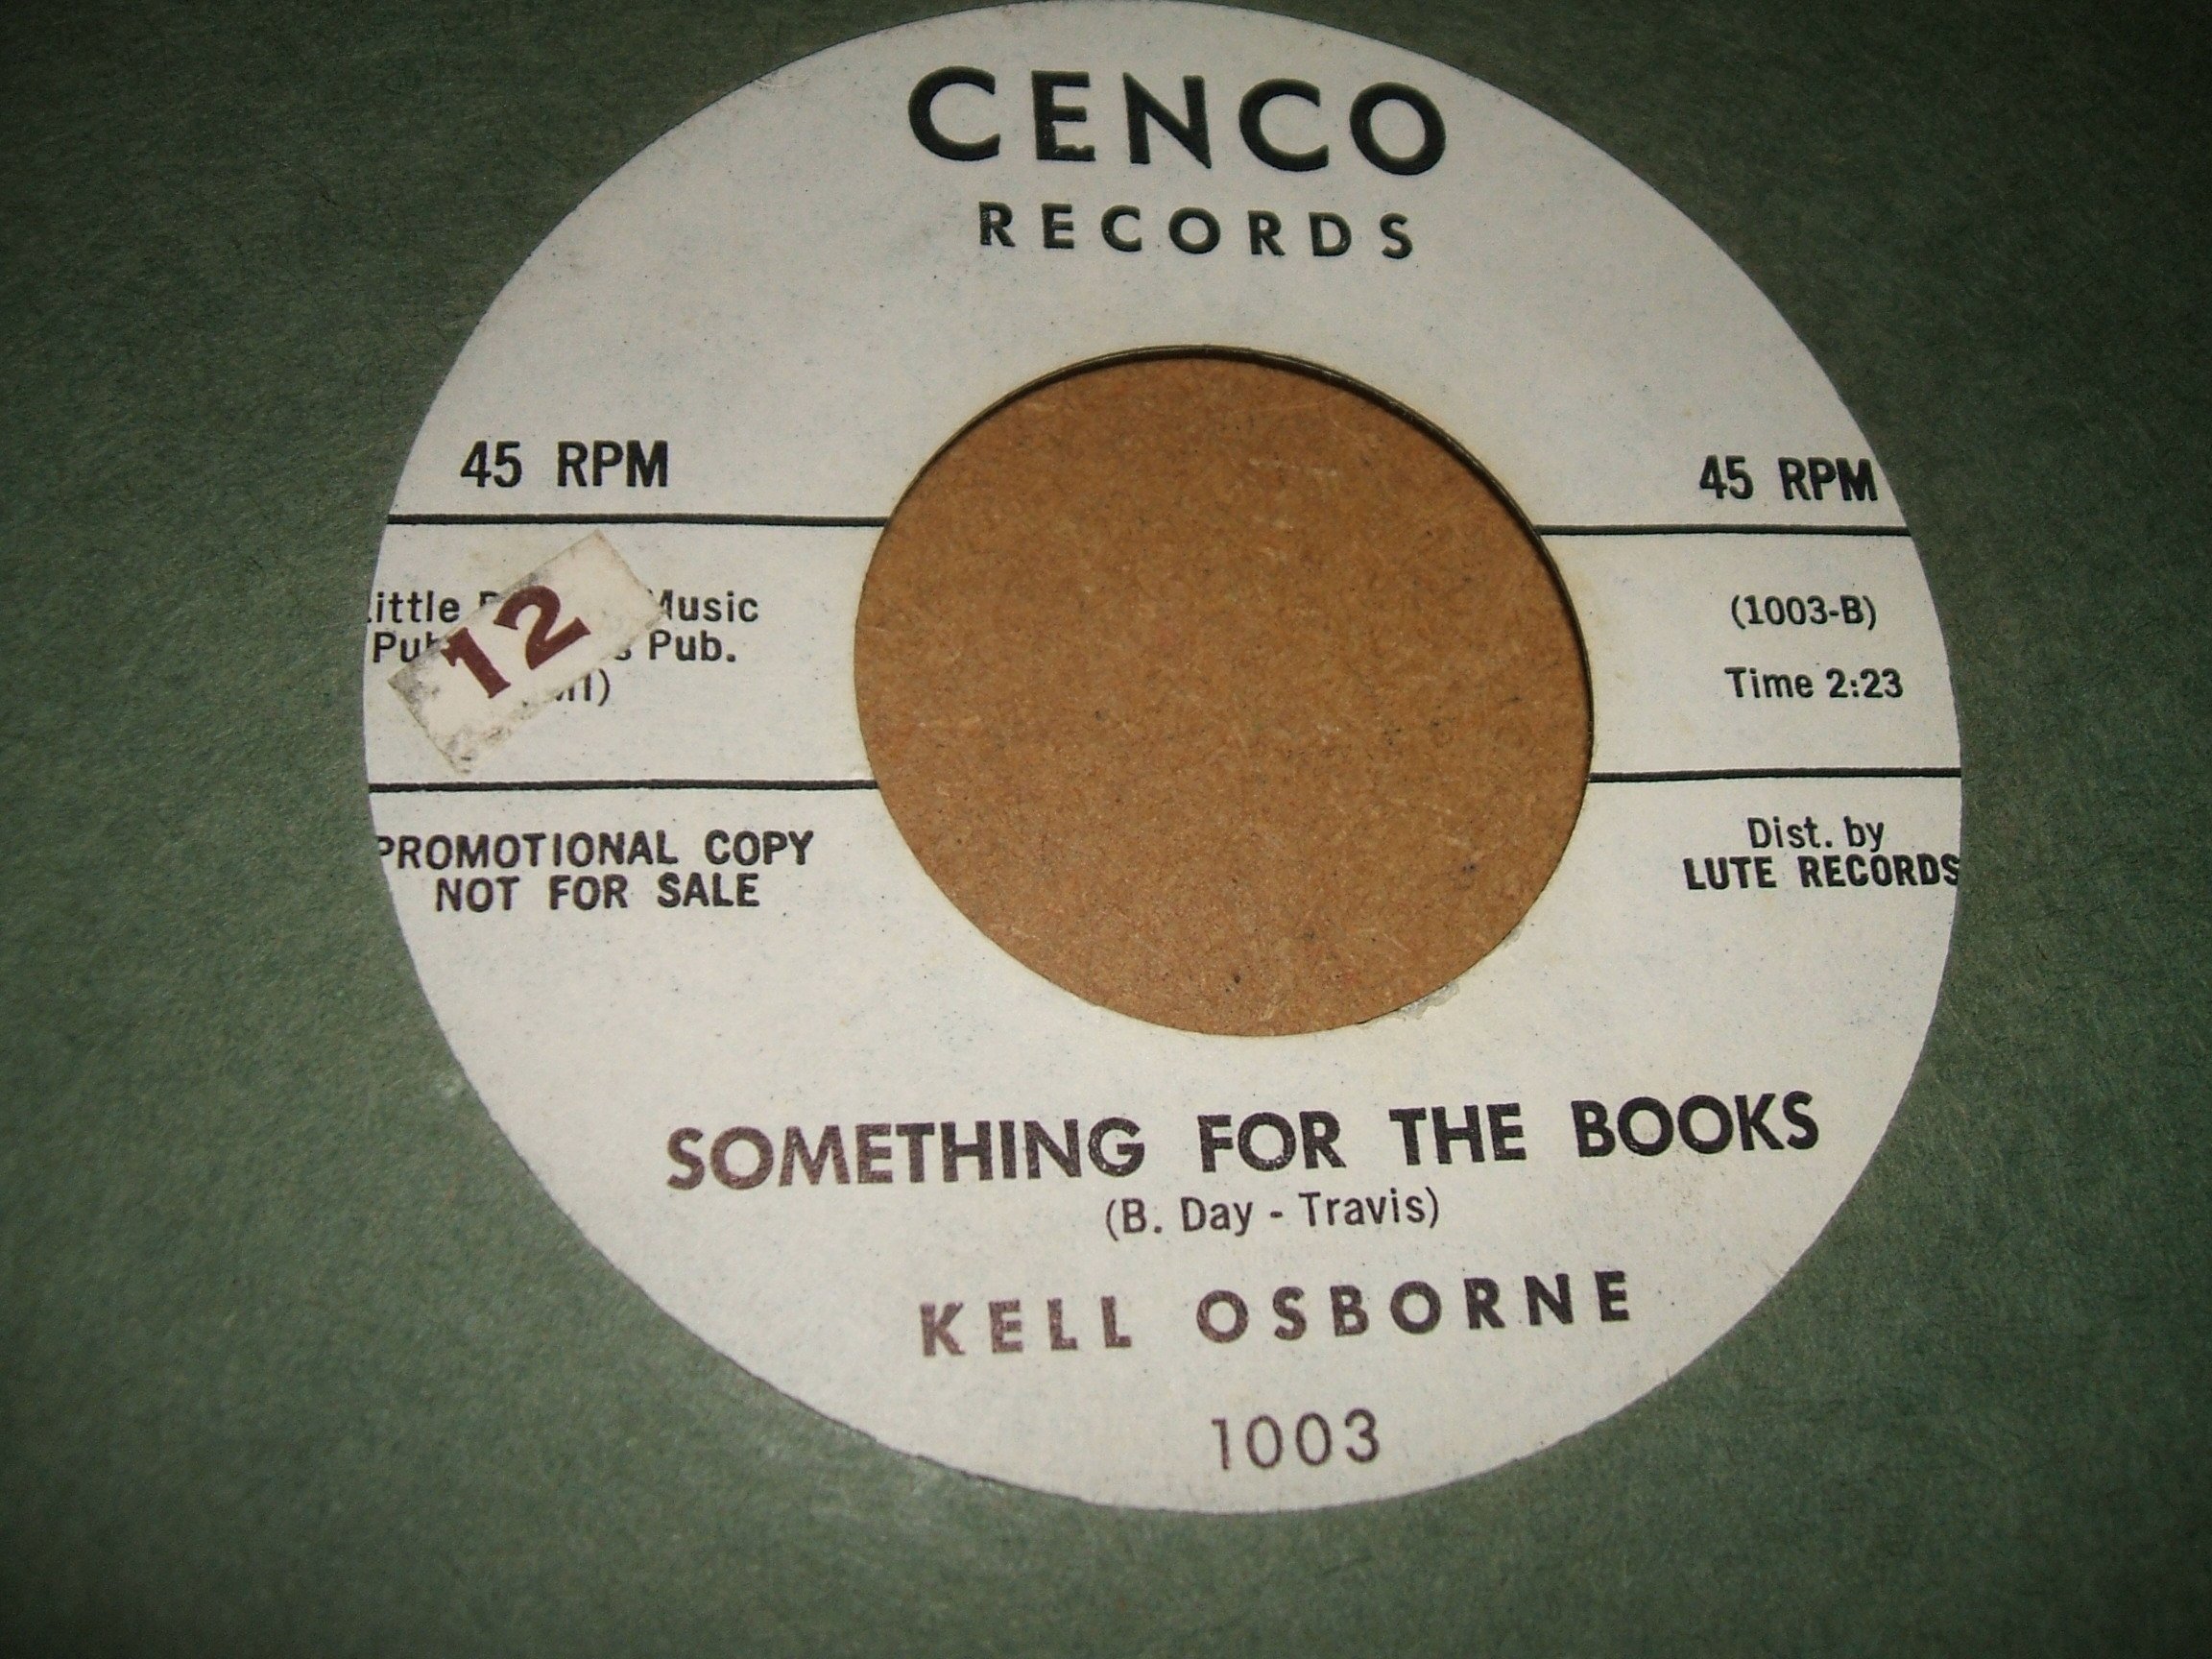 CENCO
RECORDS
45 RPM
45 RPM
Music
Pub.
12
(1003-B)
Time 2:23
PROMOTIONAL COPY
NOT FOR SALE
Dist. by
LUTE RECORDS
SOMETHING FOR THE BOOKS
(B. Day - Travis)
KELL OSBORNE
1003